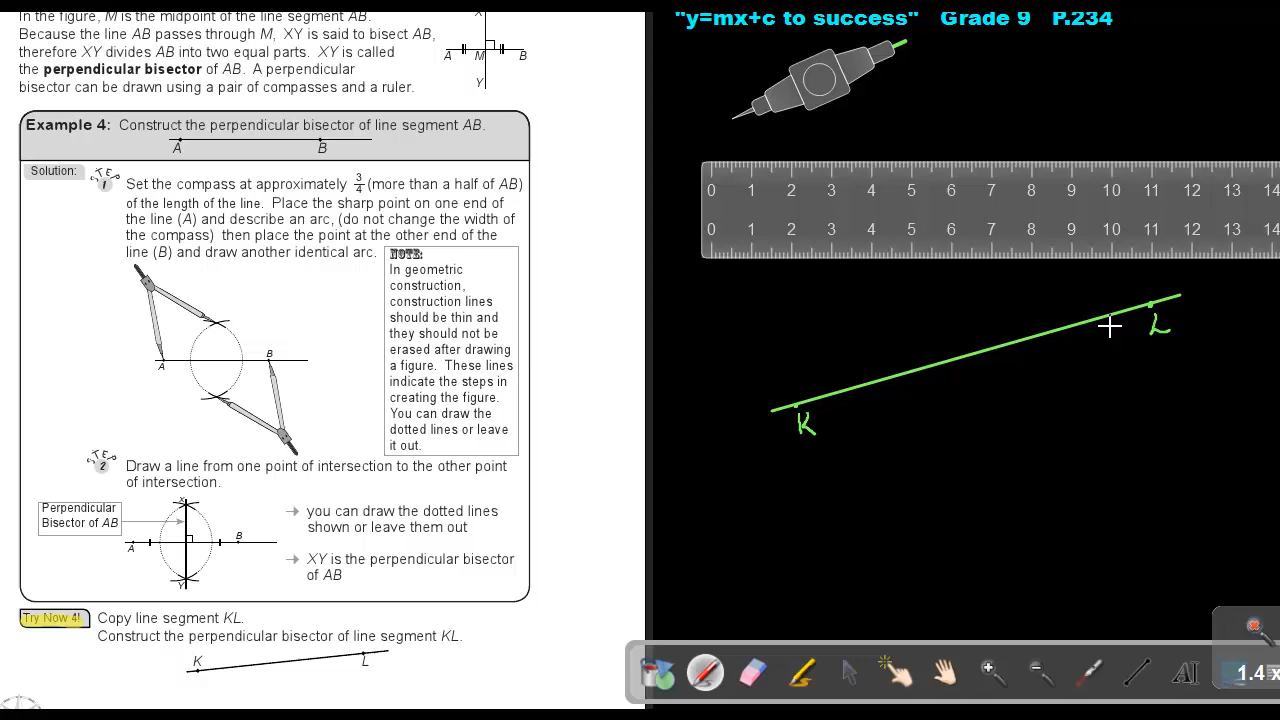 In the figure, M is the midpoint of the line segment AB.
Because the line AB passes through M, XY is said to bisect AB,
therefore XY divides AB into two equal parts. XY is called
the perpendicular bisector of AB. A perpendicular
bisector can be drawn using a pair of compasses and a ruler.
X
A M B
Y
Example 4: Construct the perpendicular bisector of line segment AB.
A B
Solution:
STEP 1
Set the compass at approximately 3/4 (more than a half of AB)
of the length of the line. Place the sharp point on one end of
the line (A) and describe an arc, (do not change the width of
the compass) then place the point at the other end of the
line (B) and draw another identical arc.
NOTE:
In geometric
construction,
construction lines
should be thin and
they should not be
erased after drawing
a figure. These lines
indicate the steps in
creating the figure.
You can draw the
dotted lines or leave
it out.
A B
STEP 2
Draw a line from one point of intersection to the other point
of intersection.
Perpendicular
Bisector of AB
X
A B
Y
→ you can draw the dotted lines
shown or leave them out
→ XY is the perpendicular bisector
of AB
Try Now 4!
Copy line segment KL.
Construct the perpendicular bisector of line segment KL.
K L
"y=mx+c to success" Grade 9 P.234
0 1 2 3 4 5 6 7 8 9 10 11 12 13 14
0 1 2 3 4 5 6 7 8 9 10 11 12 13 14
L
K
AI
1.4 x